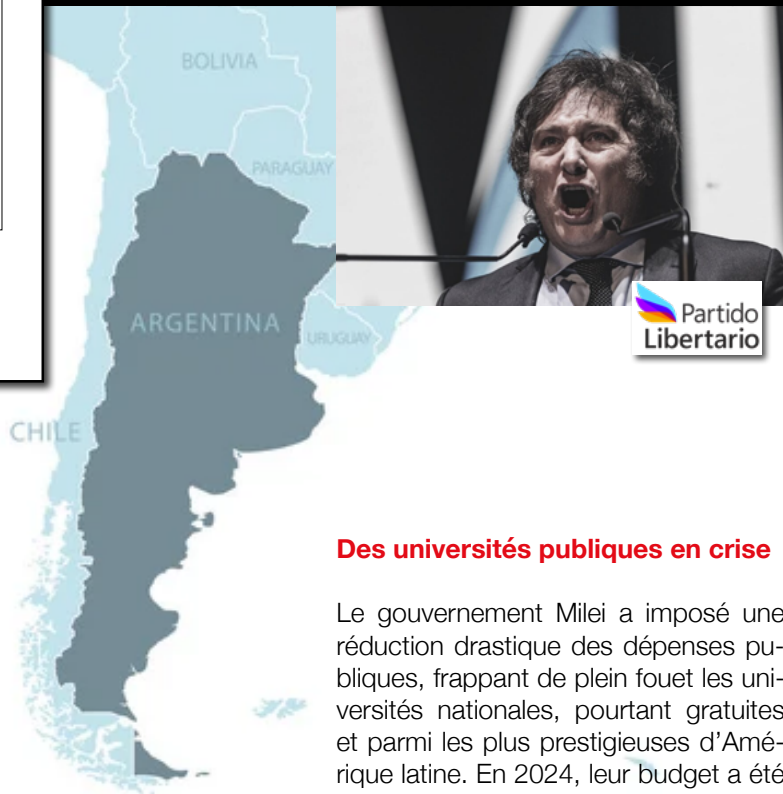 BOLIVIA
PARAGUAY
ARGENTINA
URUGUAY
CHILE
Partido
Libertario
Des universités publiques en crise
Le gouvernement Milei a imposé une
réduction drastique des dépenses pu-
bliques, frappant de plein fouet les uni-
versités nationales, pourtant gratuites
et parmi les plus prestigieuses d’Amé-
rique latine. En 2024, leur budget a été